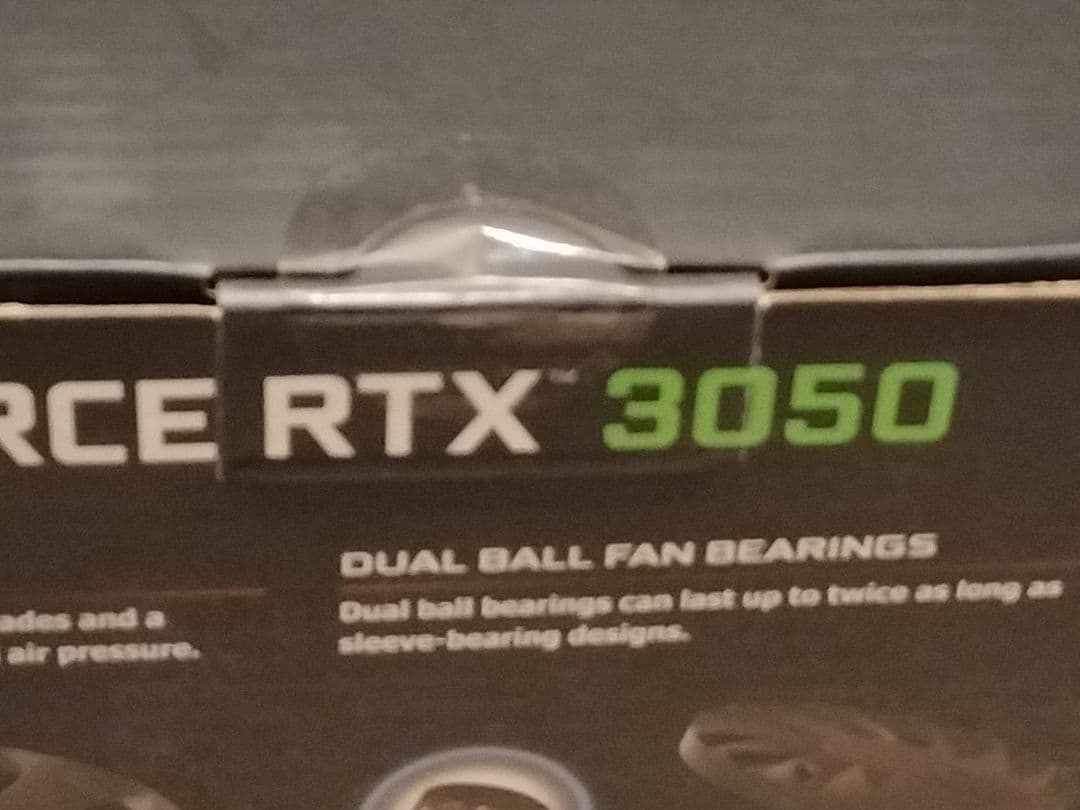 RCE RTX™ 3050
DUAL BALL FAN BEARINGS
ades and a
air pressure.
Dual ball bearings can last up to twice as long as
sleeve-bearing designs.